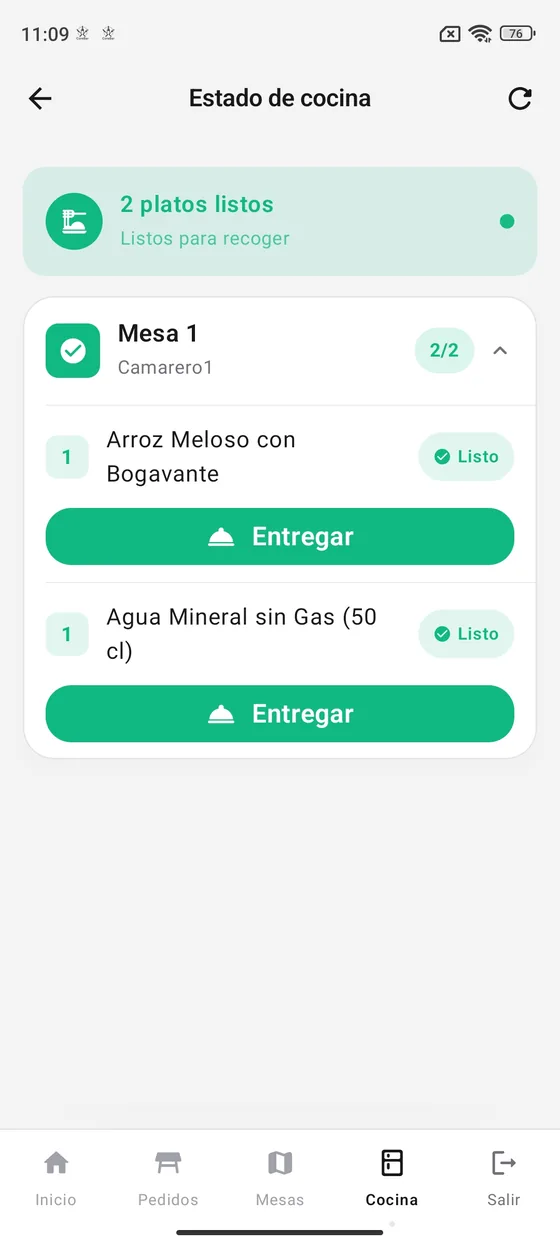 11:09
76
Estado de cocina
2 platos listos
Listos para recoger
Mesa 1
Camarero1
2/2
1
Arroz Meloso con
Bogavante
Listo
Entregar
1
Agua Mineral sin Gas (50
cl)
Listo
Entregar
Inicio
Pedidos
Mesas
Cocina
Salir